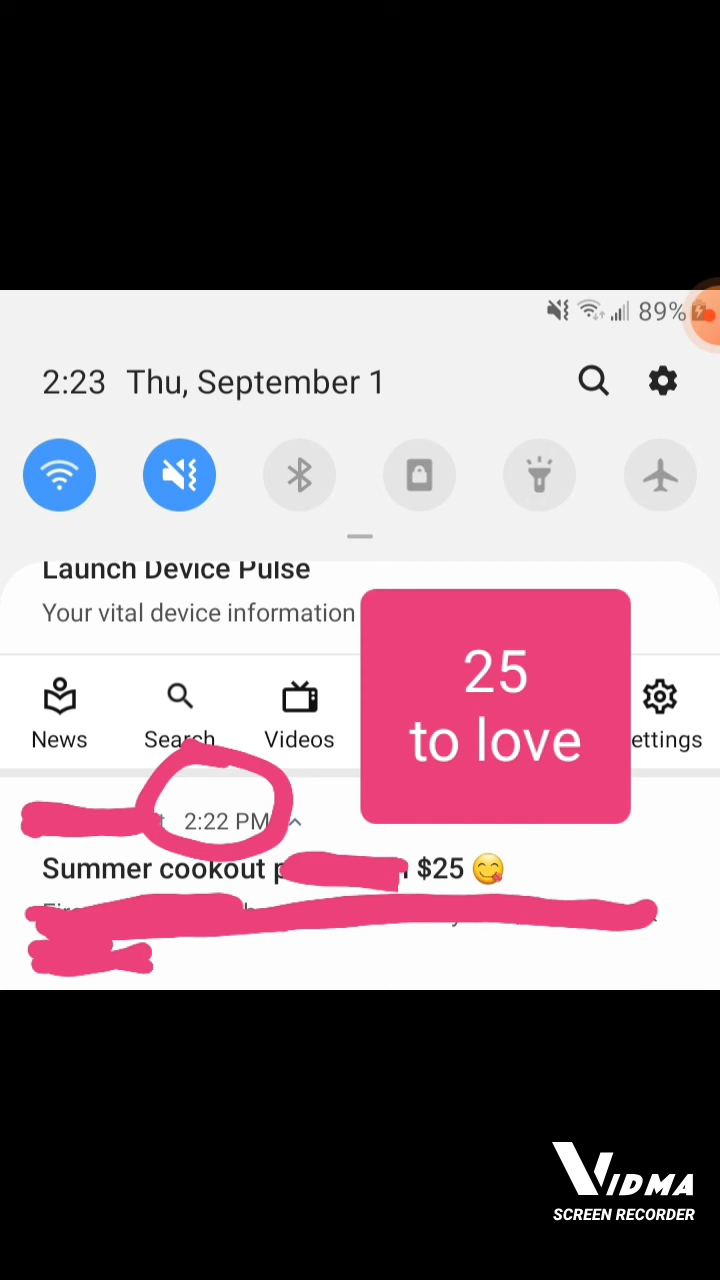 89%
2:23 Thu, September 1
Launch Device Pulse
Your vital device information
25
to love
News
Search
Videos
ettings
2:22 PM
Summer cookout $25 😋
VIDMA
SCREEN RECORDER